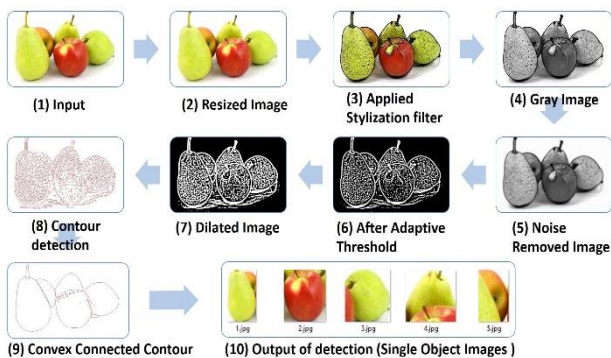 (1) Input
(2) Resized Image
(3) Applied
Stylization filter
(4) Gray Image
(5) Noise
Removed Image
(6) After Adaptive
Threshold
(7) Dilated Image
(8) Contour
detection
(9) Convex Connected Contour
1.jpg
2.jpg
3.jpg
4.jpg
5.jpg
(10) Output of detection (Single Object Images )